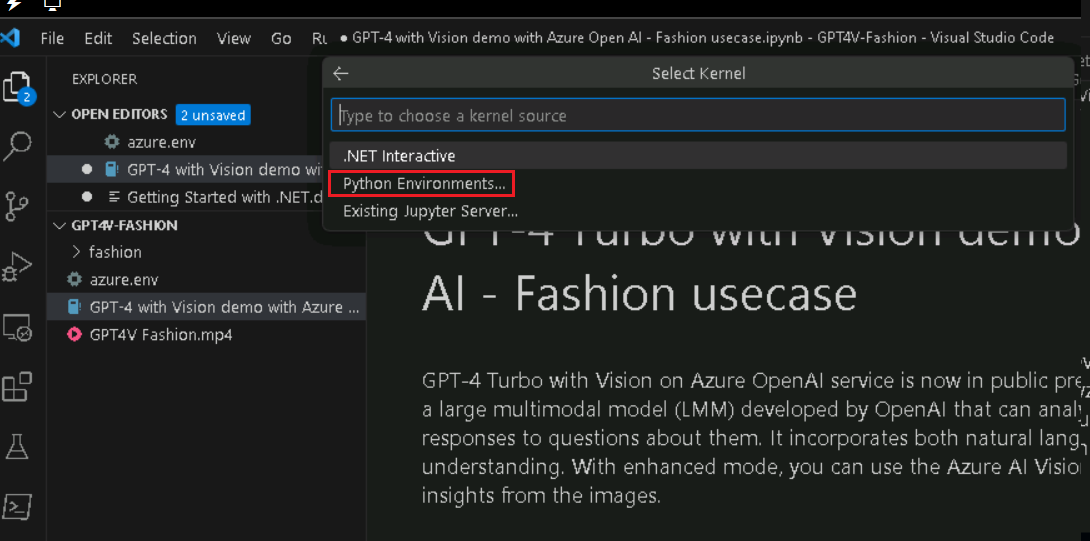 File Edit Selection View Go Ru ● GPT-4 with Vision demo with Azure Open AI - Fashion usecase.ipynb - GPT4V-Fashion - Visual Studio Code
EXPLORER
Select Kernel
2
OPEN EDITORS 2 unsaved
Type to choose a kernel source
azure.env
.NET Interactive
GPT-4 with Vision demo wi
Python Environments...
Getting Started with .NET.d
Existing Jupyter Server...
GPT4V-FASHION
GPT-4 Turbo with Vision demo
fashion
azure.env
AI - Fashion usecase
GPT-4 with Vision demo with Azure ...
GPT4V Fashion.mp4
GPT-4 Turbo with Vision on Azure OpenAI service is now in public pre
a large multimodal model (LMM) developed by OpenAI that can analy
responses to questions about them. It incorporates both natural lang
understanding. With enhanced mode, you can use the Azure AI Visio
insights from the images.